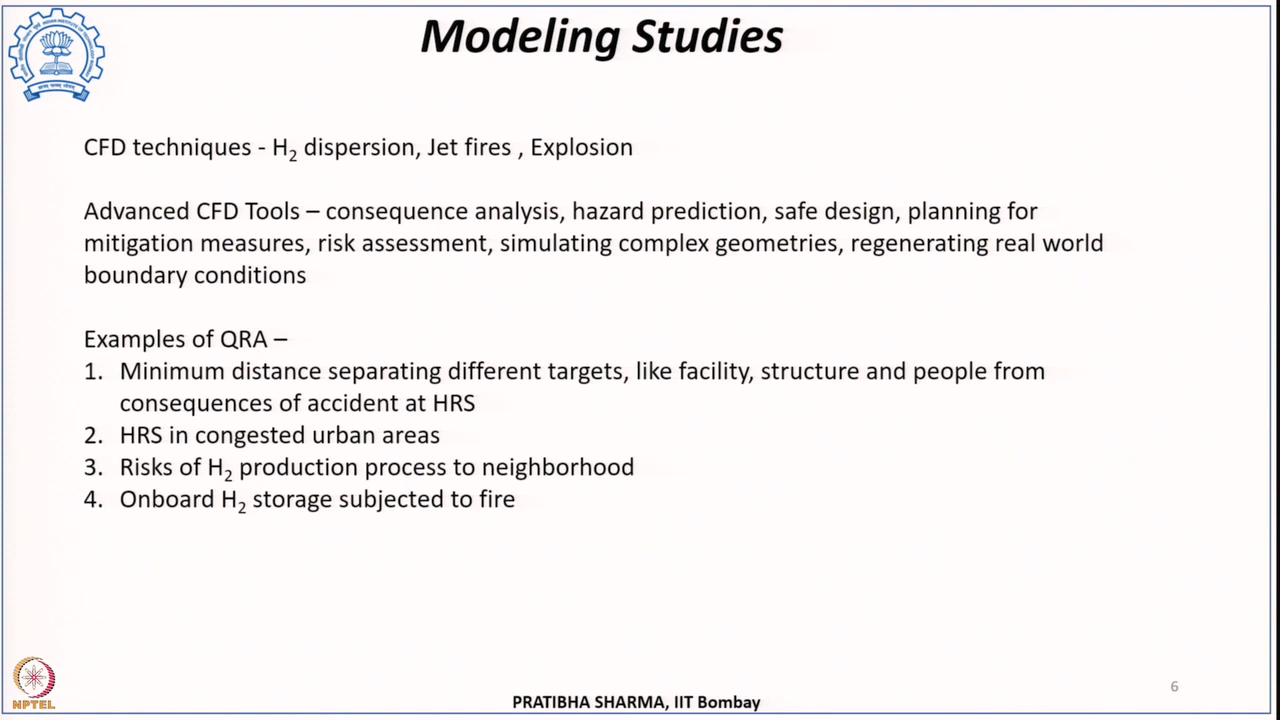 Modeling Studies
CFD techniques - H₂ dispersion, Jet fires , Explosion
Advanced CFD Tools – consequence analysis, hazard prediction, safe design, planning for
mitigation measures, risk assessment, simulating complex geometries, regenerating real world
boundary conditions
Examples of QRA –
1. Minimum distance separating different targets, like facility, structure and people from
consequences of accident at HRS
2. HRS in congested urban areas
3. Risks of H₂ production process to neighborhood
4. Onboard H₂ storage subjected to fire
NPTEL
PRATIBHA SHARMA, IIT Bombay
6